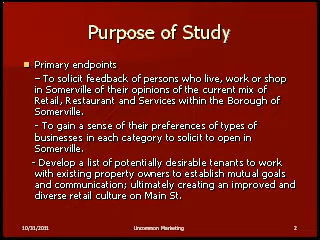 Purpose of Study
Primary endpoints
– To solicit feedback of persons who live, work or shop
in Somerville of their opinions of the current mix of
Retail, Restaurant and Services within the Borough of
Somerville.
- To gain a sense of their preferences of types of
businesses in each category to solicit to open in
Somerville.
- Develop a list of potentially desirable tenants to work
with existing property owners to establish mutual goals
and communication; ultimately creating an improved and
diverse retail culture on Main St.
10/31/2011 Uncommon Marketing 2